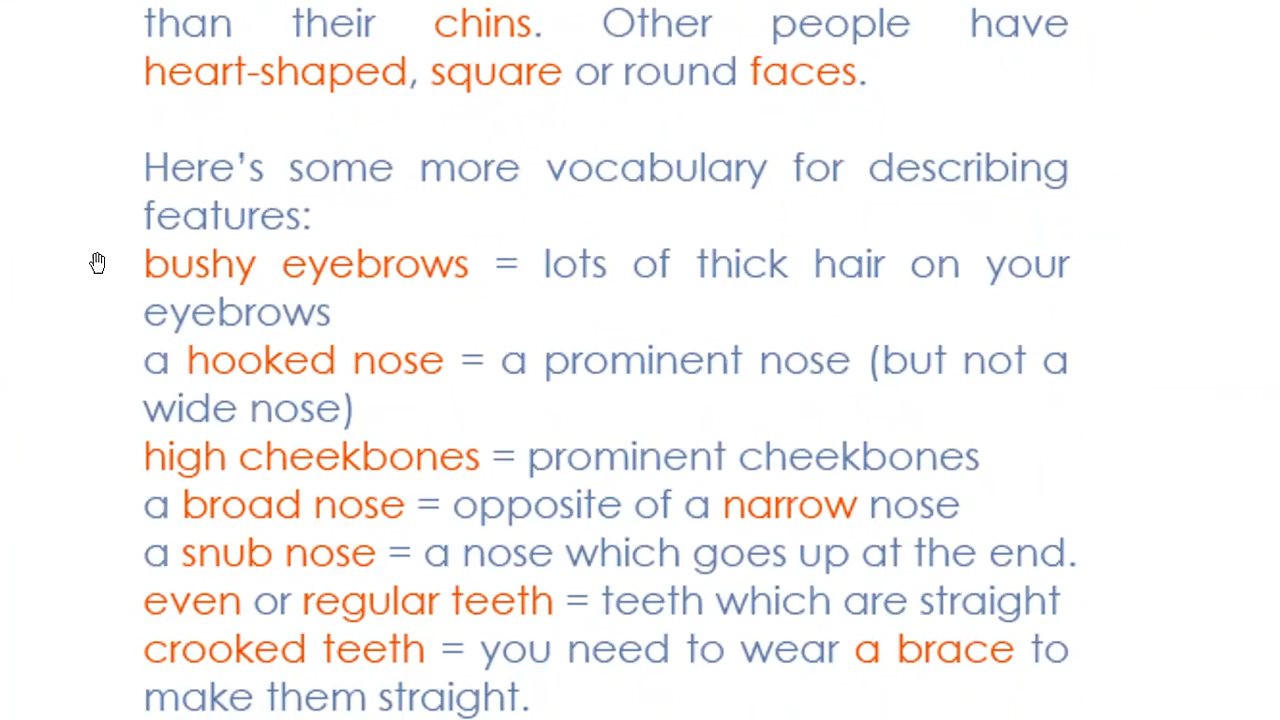 than their chins. Other people have
heart-shaped, square or round faces.
Here’s some more vocabulary for describing
features:
bushy eyebrows = lots of thick hair on your
eyebrows
a hooked nose = a prominent nose (but not a
wide nose)
high cheekbones = prominent cheekbones
a broad nose = opposite of a narrow nose
a snub nose = a nose which goes up at the end.
even or regular teeth = teeth which are straight
crooked teeth = you need to wear a brace to
make them straight.